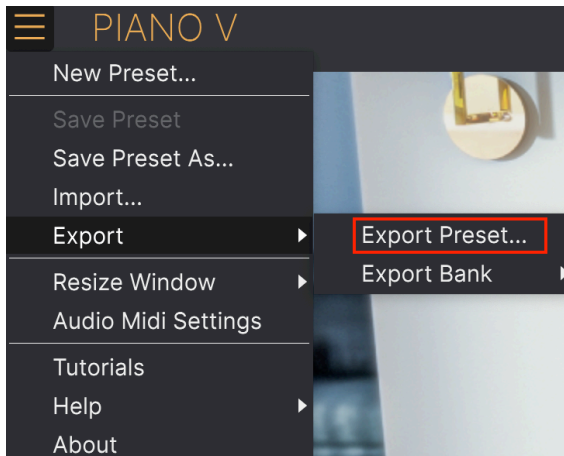 PIANO V
New Preset...
Save Preset
Save Preset As...
Import...
Export
Export Preset...
Export Bank
Resize Window
Audio Midi Settings
Tutorials
Help
About